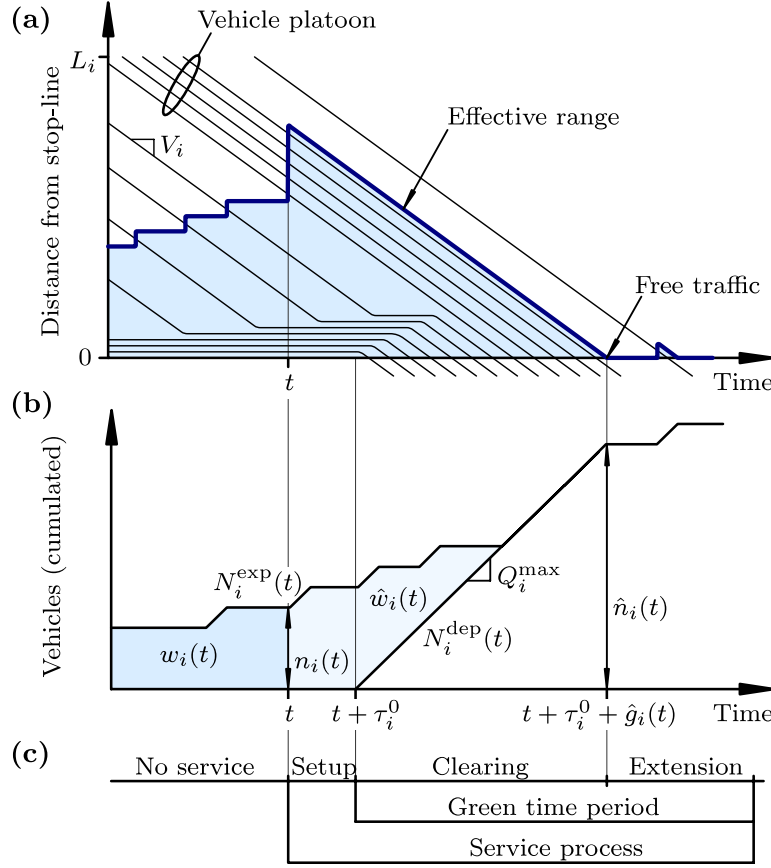 (a)
Vehicle platoon
L_i
V_i
Effective range
Free traffic
Distance from stop-line
0
t
Time
(b)
Vehicles (cumulated)
N_i^exp(t)
Q_i^max
ŵ_i(t)
n̂_i(t)
N_i^dep(t)
w_i(t)
n_i(t)
t
t + τ_i^0
t + τ_i^0 + ĝ_i(t)
Time
(c)
No service
Setup
Clearing
Extension
Green time period
Service process